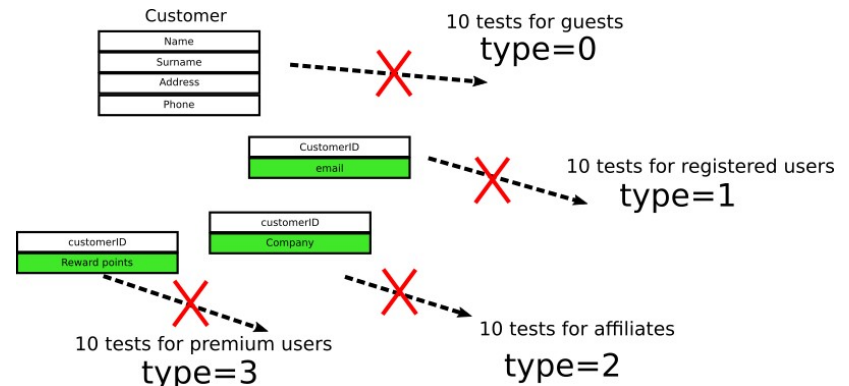 Customer
Name
Surname
Address
Phone
10 tests for guests
type=0
CustomerID
email
10 tests for registered users
type=1
customerID
Company
customerID
Reward points
10 tests for affiliates
type=2
10 tests for premium users
type=3